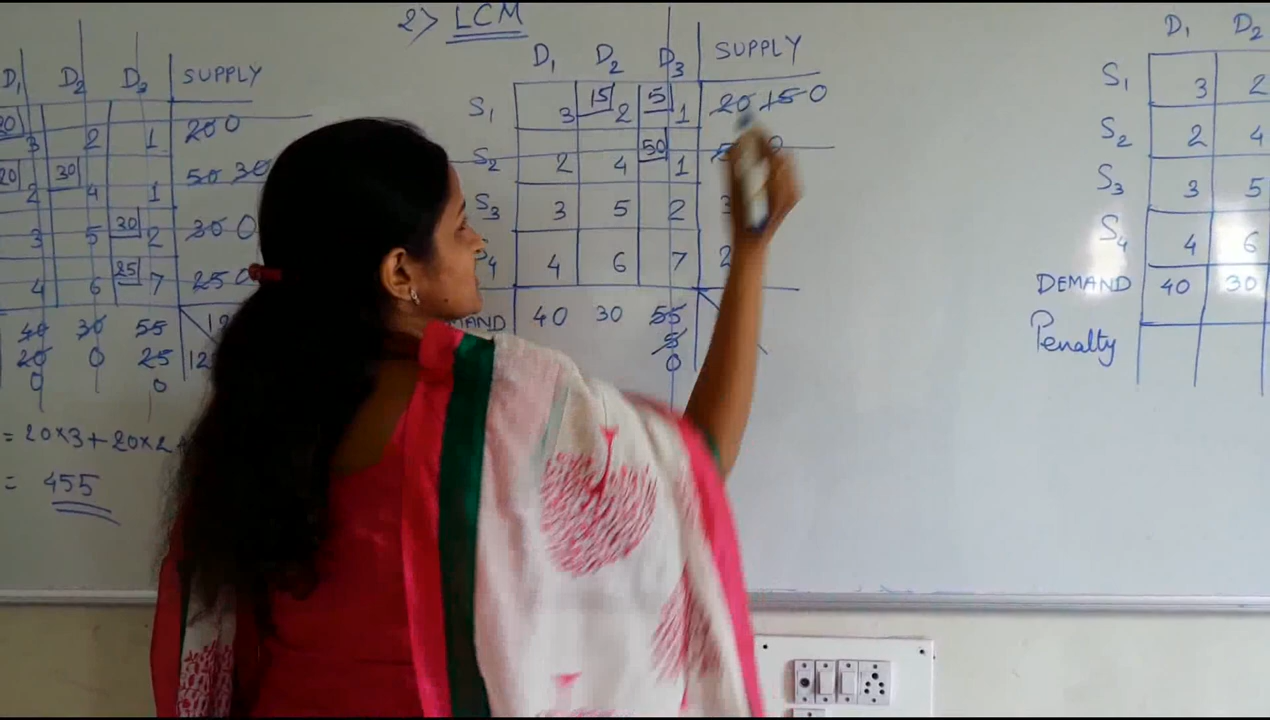 D1 D2 D3 SUPPLY
20 3 2 1 20 0
20 2 30 4 1 50 30
3 5 30 2 30 0
4 6 25 7 25 0
40 30 55
20 0 25
0 0
= 20×3 + 20×2 +
= 455
2> LCM
D1 D2 D3 SUPPLY
S1 3 15 2 5 1 20 15 0
S2 2 4 50 1 0
S3 3 5 2 3
4 6 7 2
40 30 55
5
0
D1 D2
S1 3 2
S2 2 4
S3 3 5
S4 4 6
DEMAND 40 30
Penalty